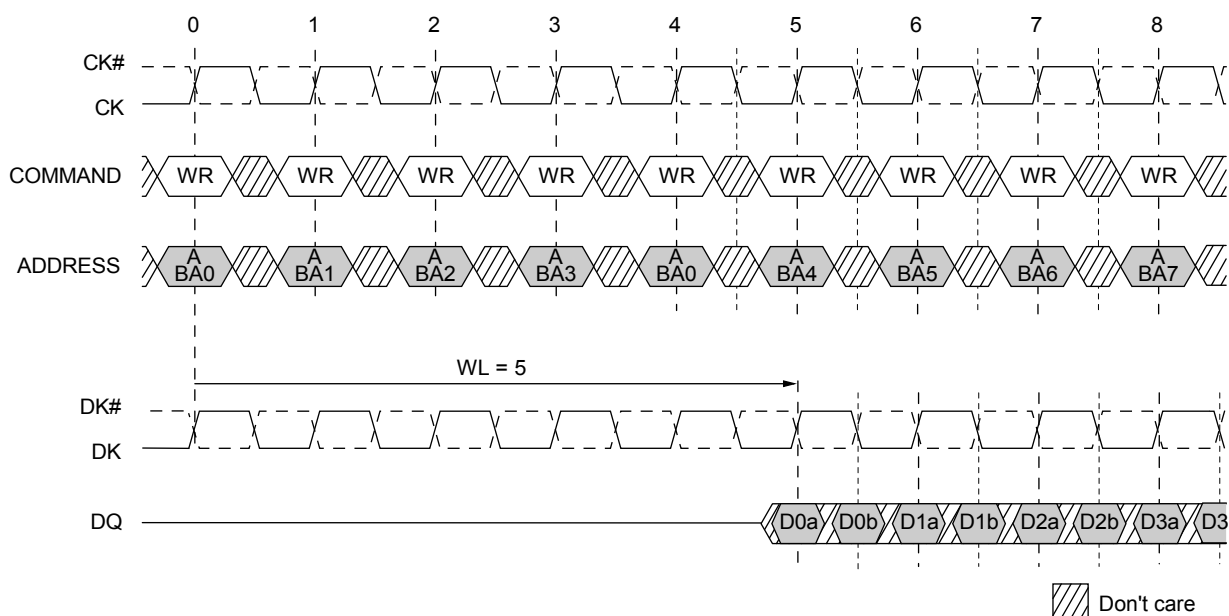 0 1 2 3 4 5 6 7 8
CK#
CK
COMMAND WR WR WR WR WR WR WR WR WR
A A A A A A A A A
ADDRESS BA0 BA1 BA2 BA3 BA0 BA4 BA5 BA6 BA7
WL = 5
DK#
DK
DQ D0a D0b D1a D1b D2a D2b D3a D3
Don't care